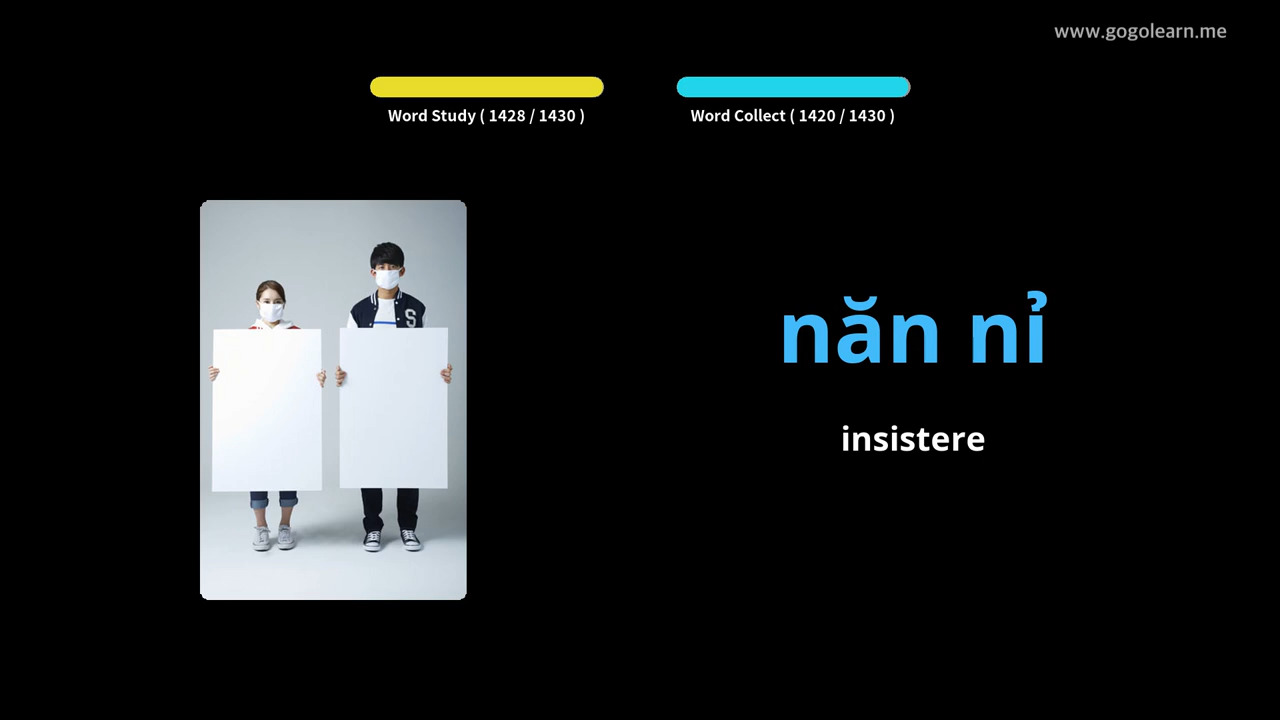 www.gogolearn.me
Word Study ( 1428 / 1430 )
Word Collect ( 1420 / 1430 )
S
năn nỉ
insistere